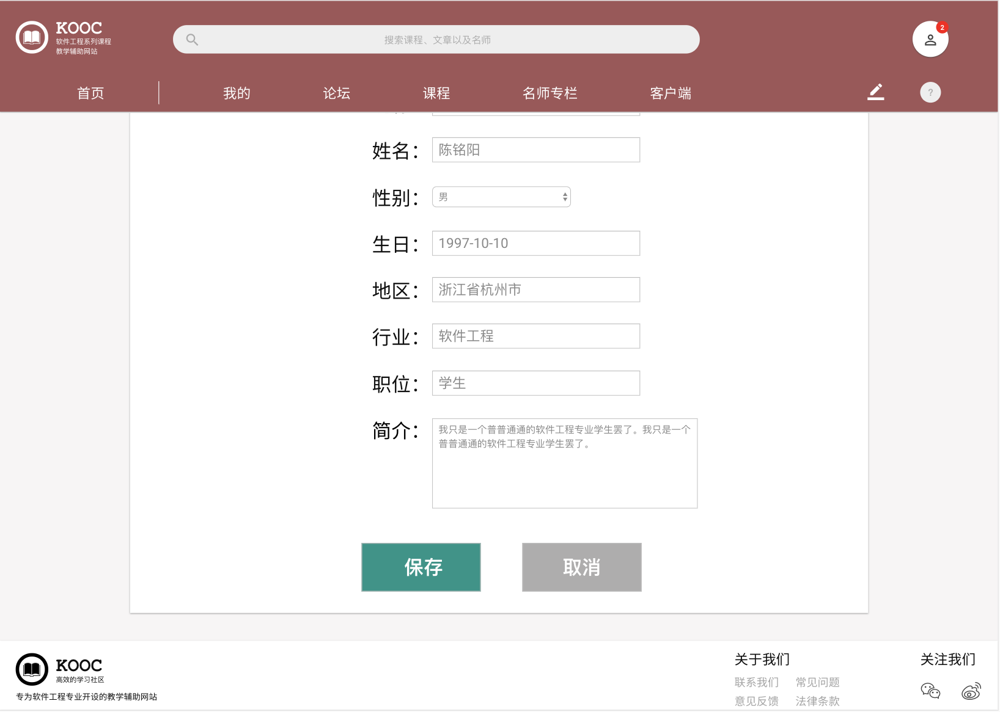 KOOC
软件工程系列课程
教学辅助网站
搜索课程、文章以及名师
2
首页
我的
论坛
课程
名师专栏
客户端
?
姓名：
陈铭阳
性别：
男
生日：
1997-10-10
地区：
浙江省杭州市
行业：
软件工程
职位：
学生
简介：
我只是一个普普通通的软件工程专业学生罢了。我只是一个
普普通通的软件工程专业学生罢了。
保存
取消
KOOC
高效的学习社区
专为软件工程专业开设的教学辅助网站
关于我们
联系我们
常见问题
意见反馈
法律条款
关注我们